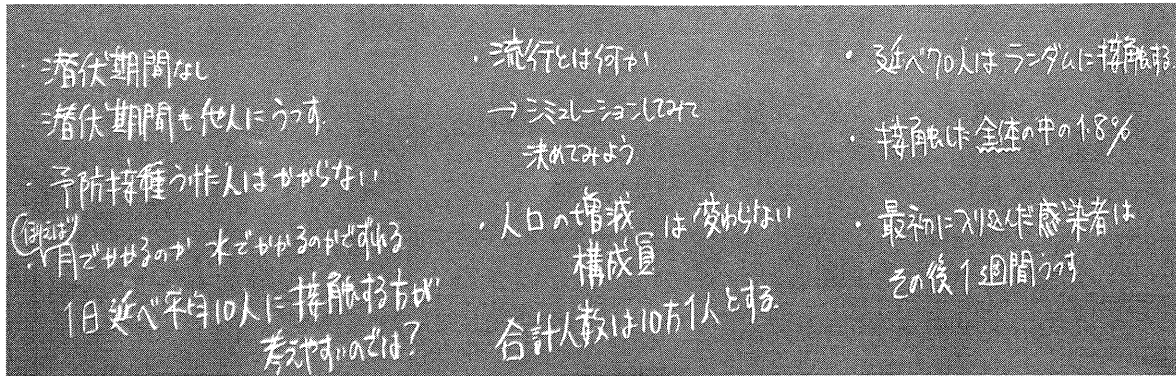 ・潜伏期間なし
潜伏期間も他人にうつす.
・予防接種うけた人はかからない
(例えば)
・月でかかるのか 水でかかるのかでずれる
1日延べ平均10人に接触する方が
考えやすいのでは?
・流行とは何か
→シミュレーションしてみて
決めてみよう
・人口の増減
構成員 は変わらない
合計人数は10万1人とする.
・延べ70人はランダムに接触する.
・接触した全体の中の1.8%
・最初に入り込んだ感染者は
その後1週間うつす